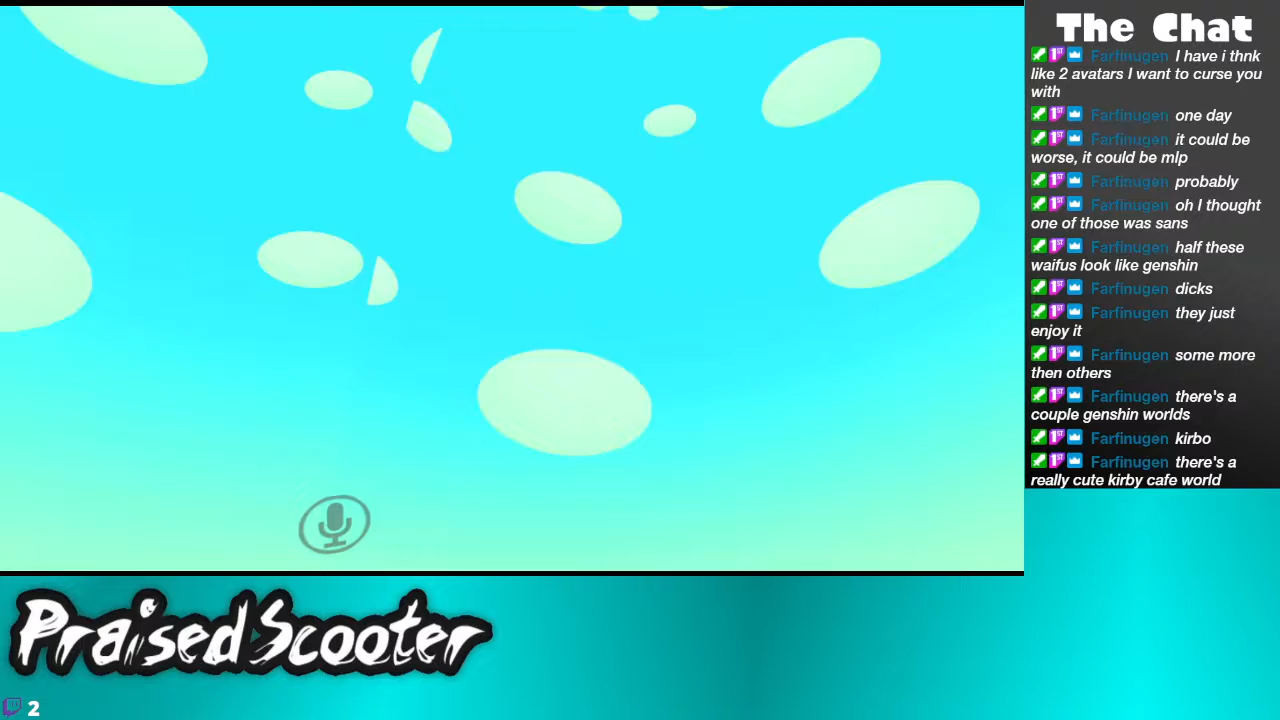 The Chat
Farfinugen I have i thnk
like 2 avatars I want to curse you
with
Farfinugen one day
Farfinugen it could be
worse, it could be mlp
Farfinugen probably
Farfinugen oh I thought
one of those was sans
Farfinugen half these
waifus look like genshin
Farfinugen dicks
Farfinugen they just
enjoy it
Farfinugen some more
then others
Farfinugen there's a
couple genshin worlds
Farfinugen kirbo
Farfinugen there's a
really cute kirby cafe world
PraisedScooter
2